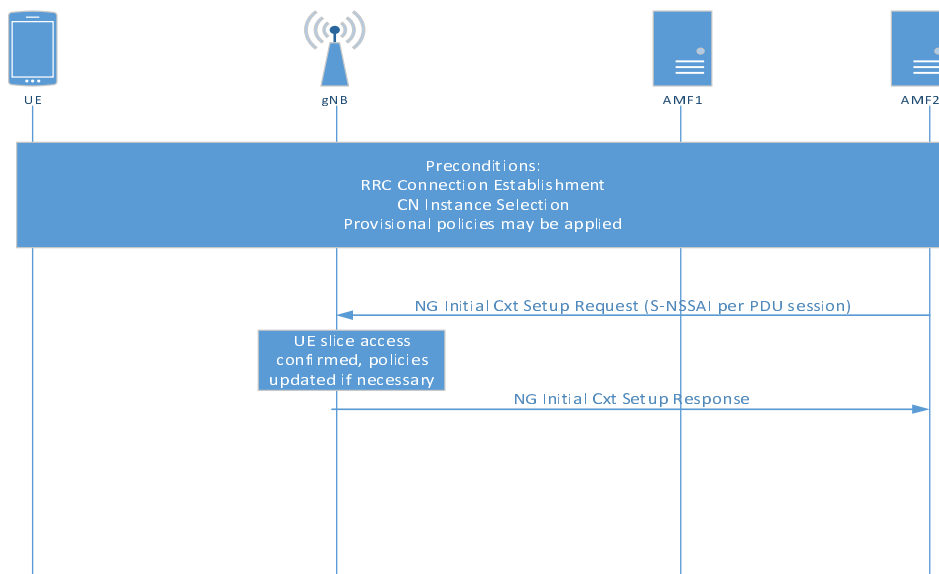 UE
gNB
AMF1
AMF2
Preconditions:
RRC Connection Establishment
CN Instance Selection
Provisional policies may be applied
NG Initial Cxt Setup Request (S-NSSAI per PDU session)
UE slice access
confirmed, policies
updated if necessary
NG Initial Cxt Setup Response